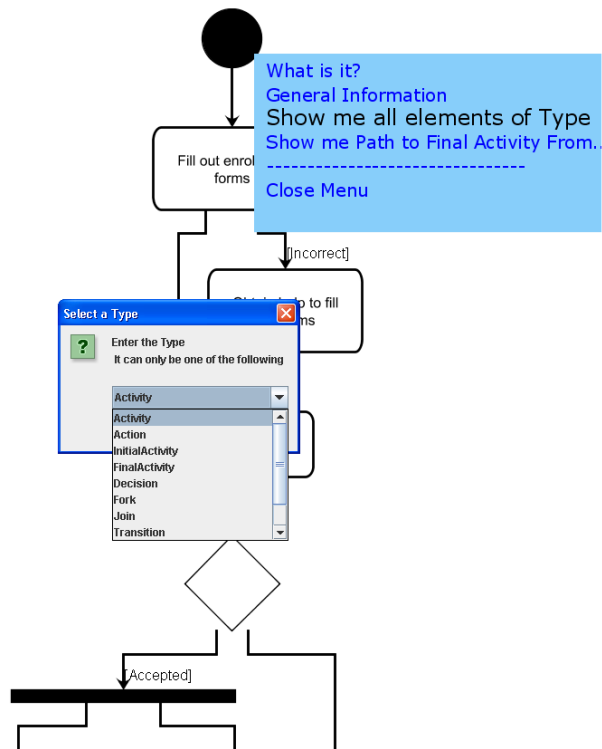 What is it?
General Information
Show me all elements of Type
Show me Path to Final Activity From..
--------------------------------
Close Menu
Fill out enrol
forms
[Incorrect]
to fill
Select a Type
Enter the Type
It can only be one of the following
Activity
Activity
Action
InitialActivity
FinalActivity
Decision
Fork
Join
Transition
[Accepted]